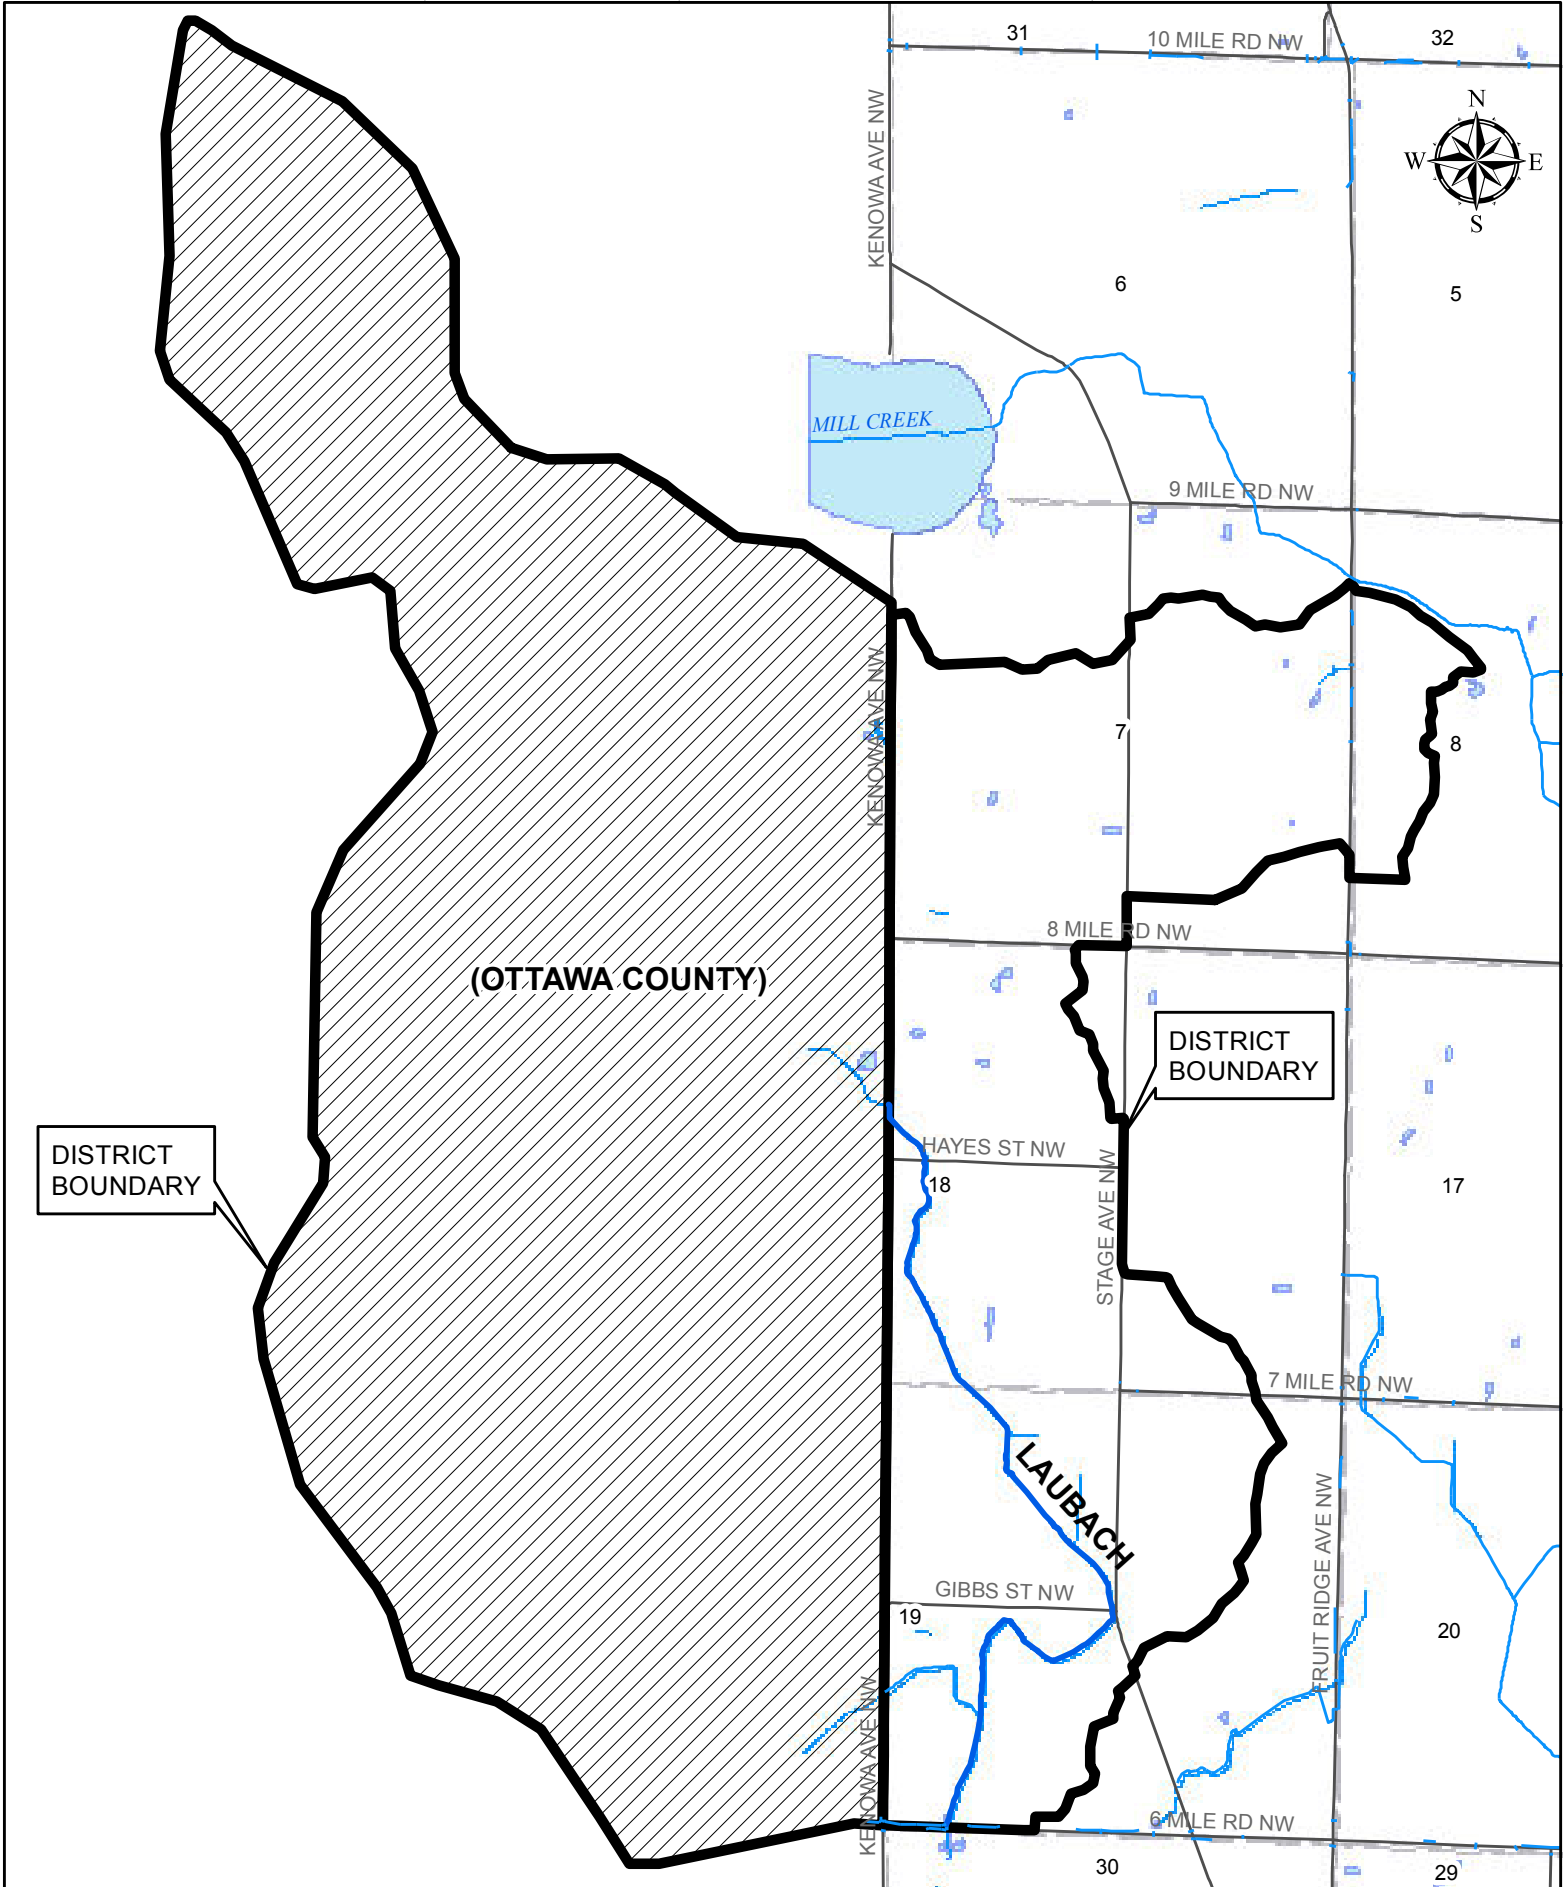 31
10 MILE RD NW
32
N
W
E
S
KENOWA AVE NW
6
5
MILL CREEK
9 MILE RD NW
KENOWA AVE NW
7
8
8 MILE RD NW
(OTTAWA COUNTY)
DISTRICT
BOUNDARY
DISTRICT
BOUNDARY
HAYES ST NW
18
17
STAGE AVE NW
7 MILE RD NW
LAUBACH
FRUIT RIDGE AVE NW
GIBBS ST NW
19
20
KENOWA AVE NW
6 MILE RD NW
30
29